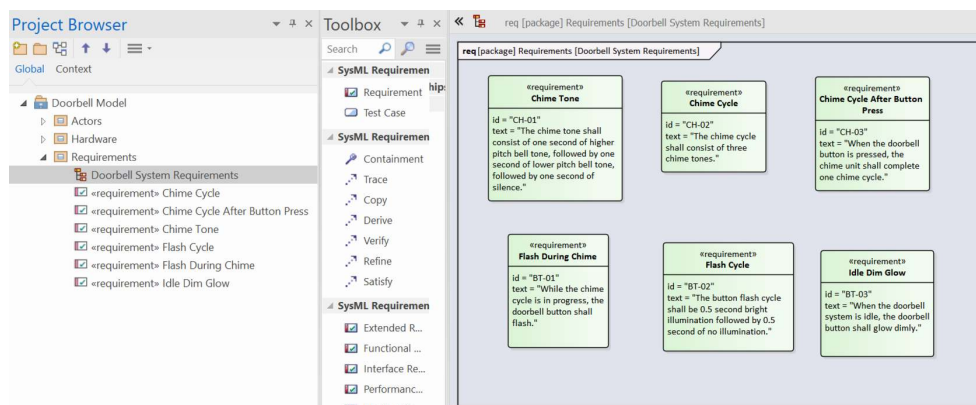 Project Browser
Global Context
Doorbell Model
Actors
Hardware
Requirements
Doorbell System Requirements
«requirement» Chime Cycle
«requirement» Chime Cycle After Button Press
«requirement» Chime Tone
«requirement» Flash Cycle
«requirement» Flash During Chime
«requirement» Idle Dim Glow
Toolbox
Search
SysML Requiremen
Requirement
hip:
Test Case
SysML Requiremen
Containment
Trace
Copy
Derive
Verify
Refine
Satisfy
SysML Requiremen
Extended R...
Functional ...
Interface Re...
Performanc...
req [package] Requirements [Doorbell System Requirements]
req [package] Requirements [Doorbell System Requirements]
«requirement»
Chime Tone
id = "CH-01"
text = "The chime tone shall
consist of one second of higher
pitch bell tone, followed by one
second of lower pitch bell tone,
followed by one second of
silence."
«requirement»
Chime Cycle
id = "CH-02"
text = "The chime cycle
shall consist of three
chime tones."
«requirement»
Chime Cycle After Button
Press
id = "CH-03"
text = "When the doorbell
button is pressed, the
chime unit shall complete
one chime cycle."
«requirement»
Flash During Chime
id = "BT-01"
text = "While the chime
cycle is in progress, the
doorbell button shall
flash."
«requirement»
Flash Cycle
id = "BT-02"
text = "The button flash cycle
shall be 0.5 second bright
illumination followed by 0.5
second of no illumination."
«requirement»
Idle Dim Glow
id = "BT-03"
text = "When the doorbell
system is idle, the doorbell
button shall glow dimly."